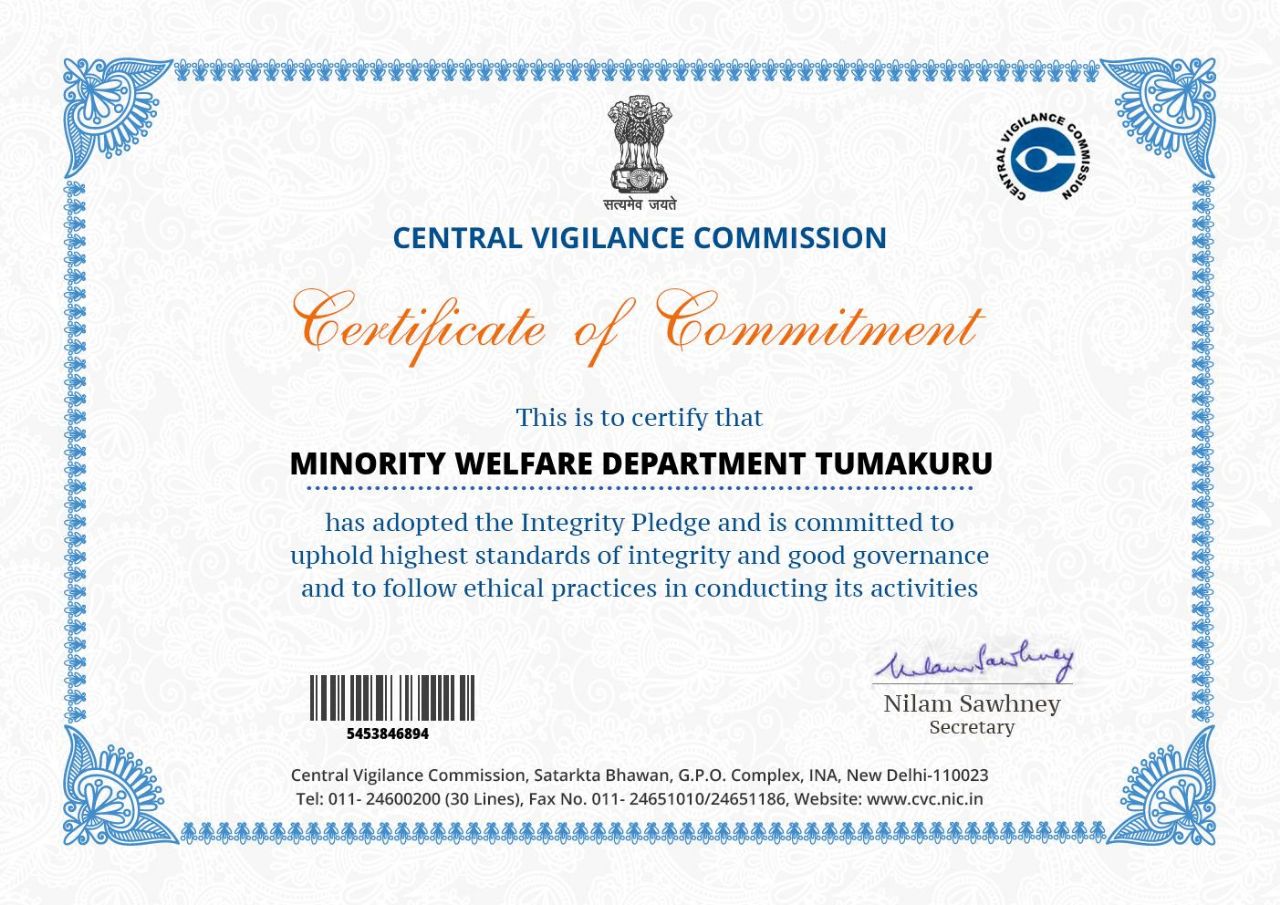 सत्यमेव जयते
CENTRAL VIGILANCE COMMISSION
CENTRAL VIGILANCE COMMISSION
Certificate of Commitment
This is to certify that
MINORITY WELFARE DEPARTMENT TUMAKURU
has adopted the Integrity Pledge and is committed to
uphold highest standards of integrity and good governance
and to follow ethical practices in conducting its activities
Nilam Sawhney
Nilam Sawhney
Secretary
5453846894
Central Vigilance Commission, Satarkta Bhawan, G.P.O. Complex, INA, New Delhi-110023
Tel: 011- 24600200 (30 Lines), Fax No. 011- 24651010/24651186, Website: www.cvc.nic.in